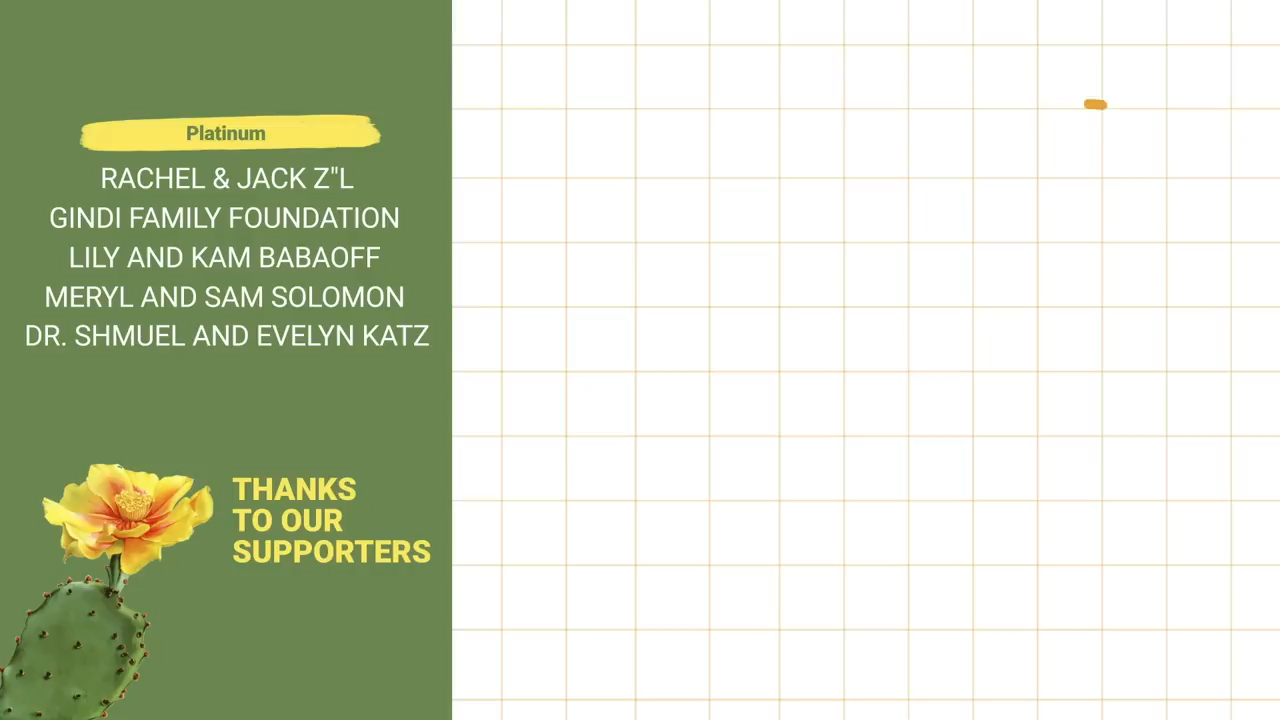 Platinum
RACHEL & JACK Z"L
GINDI FAMILY FOUNDATION
LILY AND KAM BABAOFF
MERYL AND SAM SOLOMON
DR. SHMUEL AND EVELYN KATZ
THANKS
TO OUR
SUPPORTERS